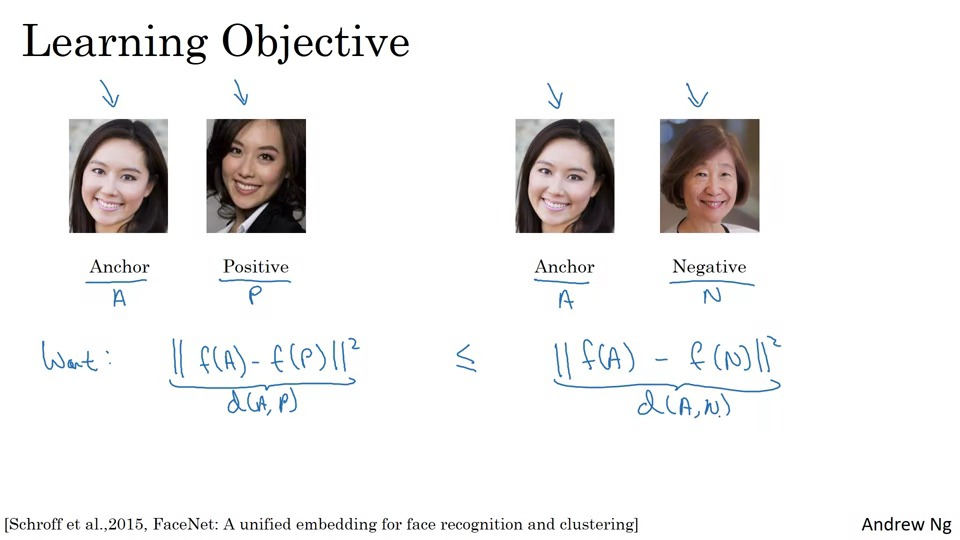 Learning Objective
Anchor Positive Anchor Negative
A P A N
Want: || f(A) - f(P) ||² ≤ || f(A) - f(N) ||²
d(A, P) d(A, N)
[Schroff et al.,2015, FaceNet: A unified embedding for face recognition and clustering] Andrew Ng